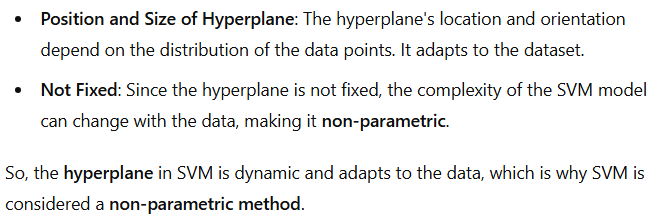 • Position and Size of Hyperplane: The hyperplane's location and orientation
depend on the distribution of the data points. It adapts to the dataset.
• Not Fixed: Since the hyperplane is not fixed, the complexity of the SVM model
can change with the data, making it non-parametric.
So, the hyperplane in SVM is dynamic and adapts to the data, which is why SVM is
considered a non-parametric method.